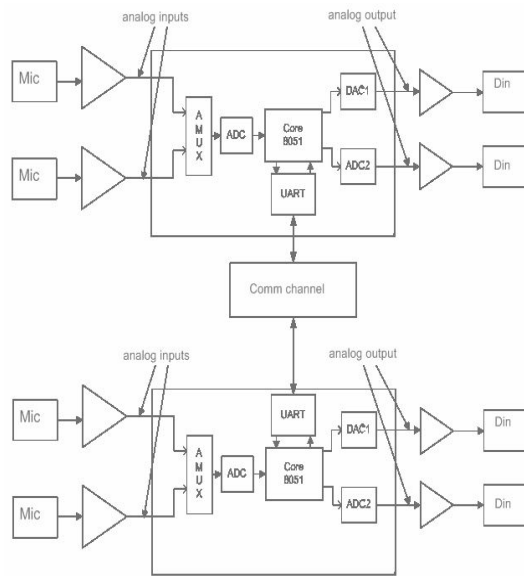 analog inputs
analog output
Mic
Din
DAC1
A
M
U
X
ADC
Core
8051
Mic
ADC2
Din
UART
Comm channel
analog inputs
analog output
UART
Mic
DAC1
Din
A
M
U
X
ADC
Core
8051
Mic
ADC2
Din